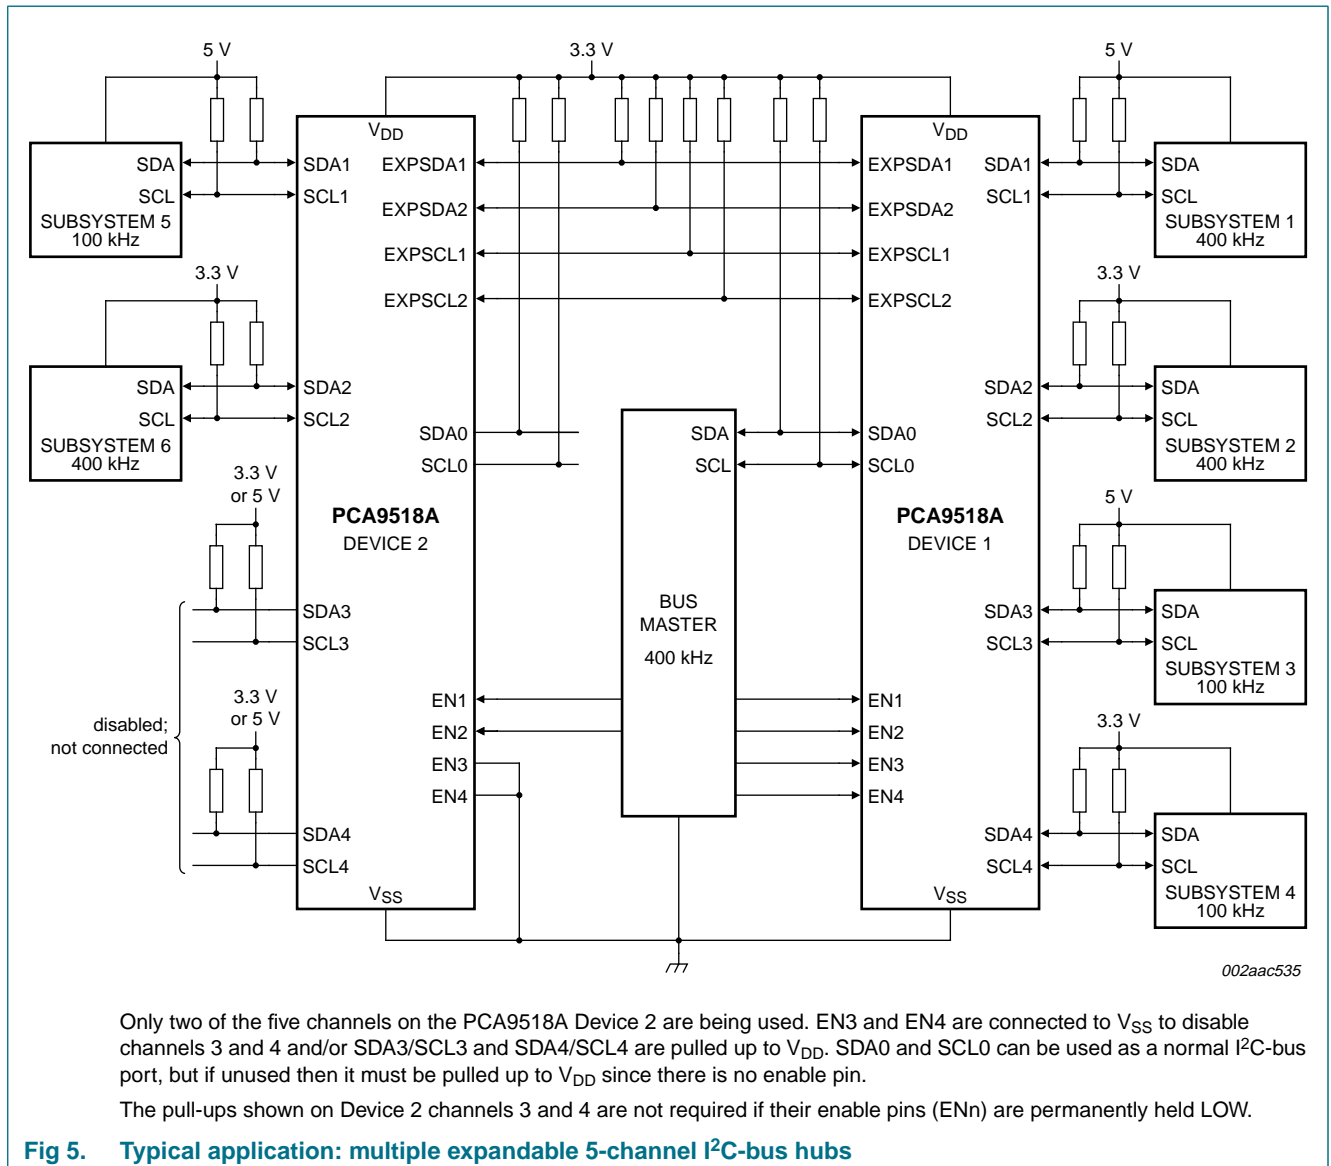 5 V
3.3 V
5 V
VDD
VDD
SDA
SCL
SUBSYSTEM 5
100 kHz
SDA1
SCL1
EXPSDA1
EXPSDA2
EXPSCL1
EXPSCL2
EXPSDA1
EXPSDA2
EXPSCL1
EXPSCL2
SDA1
SCL1
SDA
SCL
SUBSYSTEM 1
400 kHz
3.3 V
3.3 V
SDA
SCL
SUBSYSTEM 6
400 kHz
SDA2
SCL2
SDA0
SCL0
SDA
SCL
SDA0
SCL0
SDA2
SCL2
SDA
SCL
SUBSYSTEM 2
400 kHz
3.3 V
or 5 V
PCA9518A
DEVICE 2
PCA9518A
DEVICE 1
5 V
SDA3
SCL3
BUS
MASTER
400 kHz
SDA3
SCL3
SDA
SCL
SUBSYSTEM 3
100 kHz
disabled;
not connected
3.3 V
or 5 V
EN1
EN2
EN3
EN4
EN1
EN2
EN3
EN4
3.3 V
SDA4
SCL4
SDA4
SCL4
SDA
SCL
SUBSYSTEM 4
100 kHz
VSS
VSS
002aac535
Only two of the five channels on the PCA9518A Device 2 are being used. EN3 and EN4 are connected to VSS to disable
channels 3 and 4 and/or SDA3/SCL3 and SDA4/SCL4 are pulled up to VDD. SDA0 and SCL0 can be used as a normal I2C-bus
port, but if unused then it must be pulled up to VDD since there is no enable pin.
The pull-ups shown on Device 2 channels 3 and 4 are not required if their enable pins (ENn) are permanently held LOW.
Fig 5. Typical application: multiple expandable 5-channel I2C-bus hubs